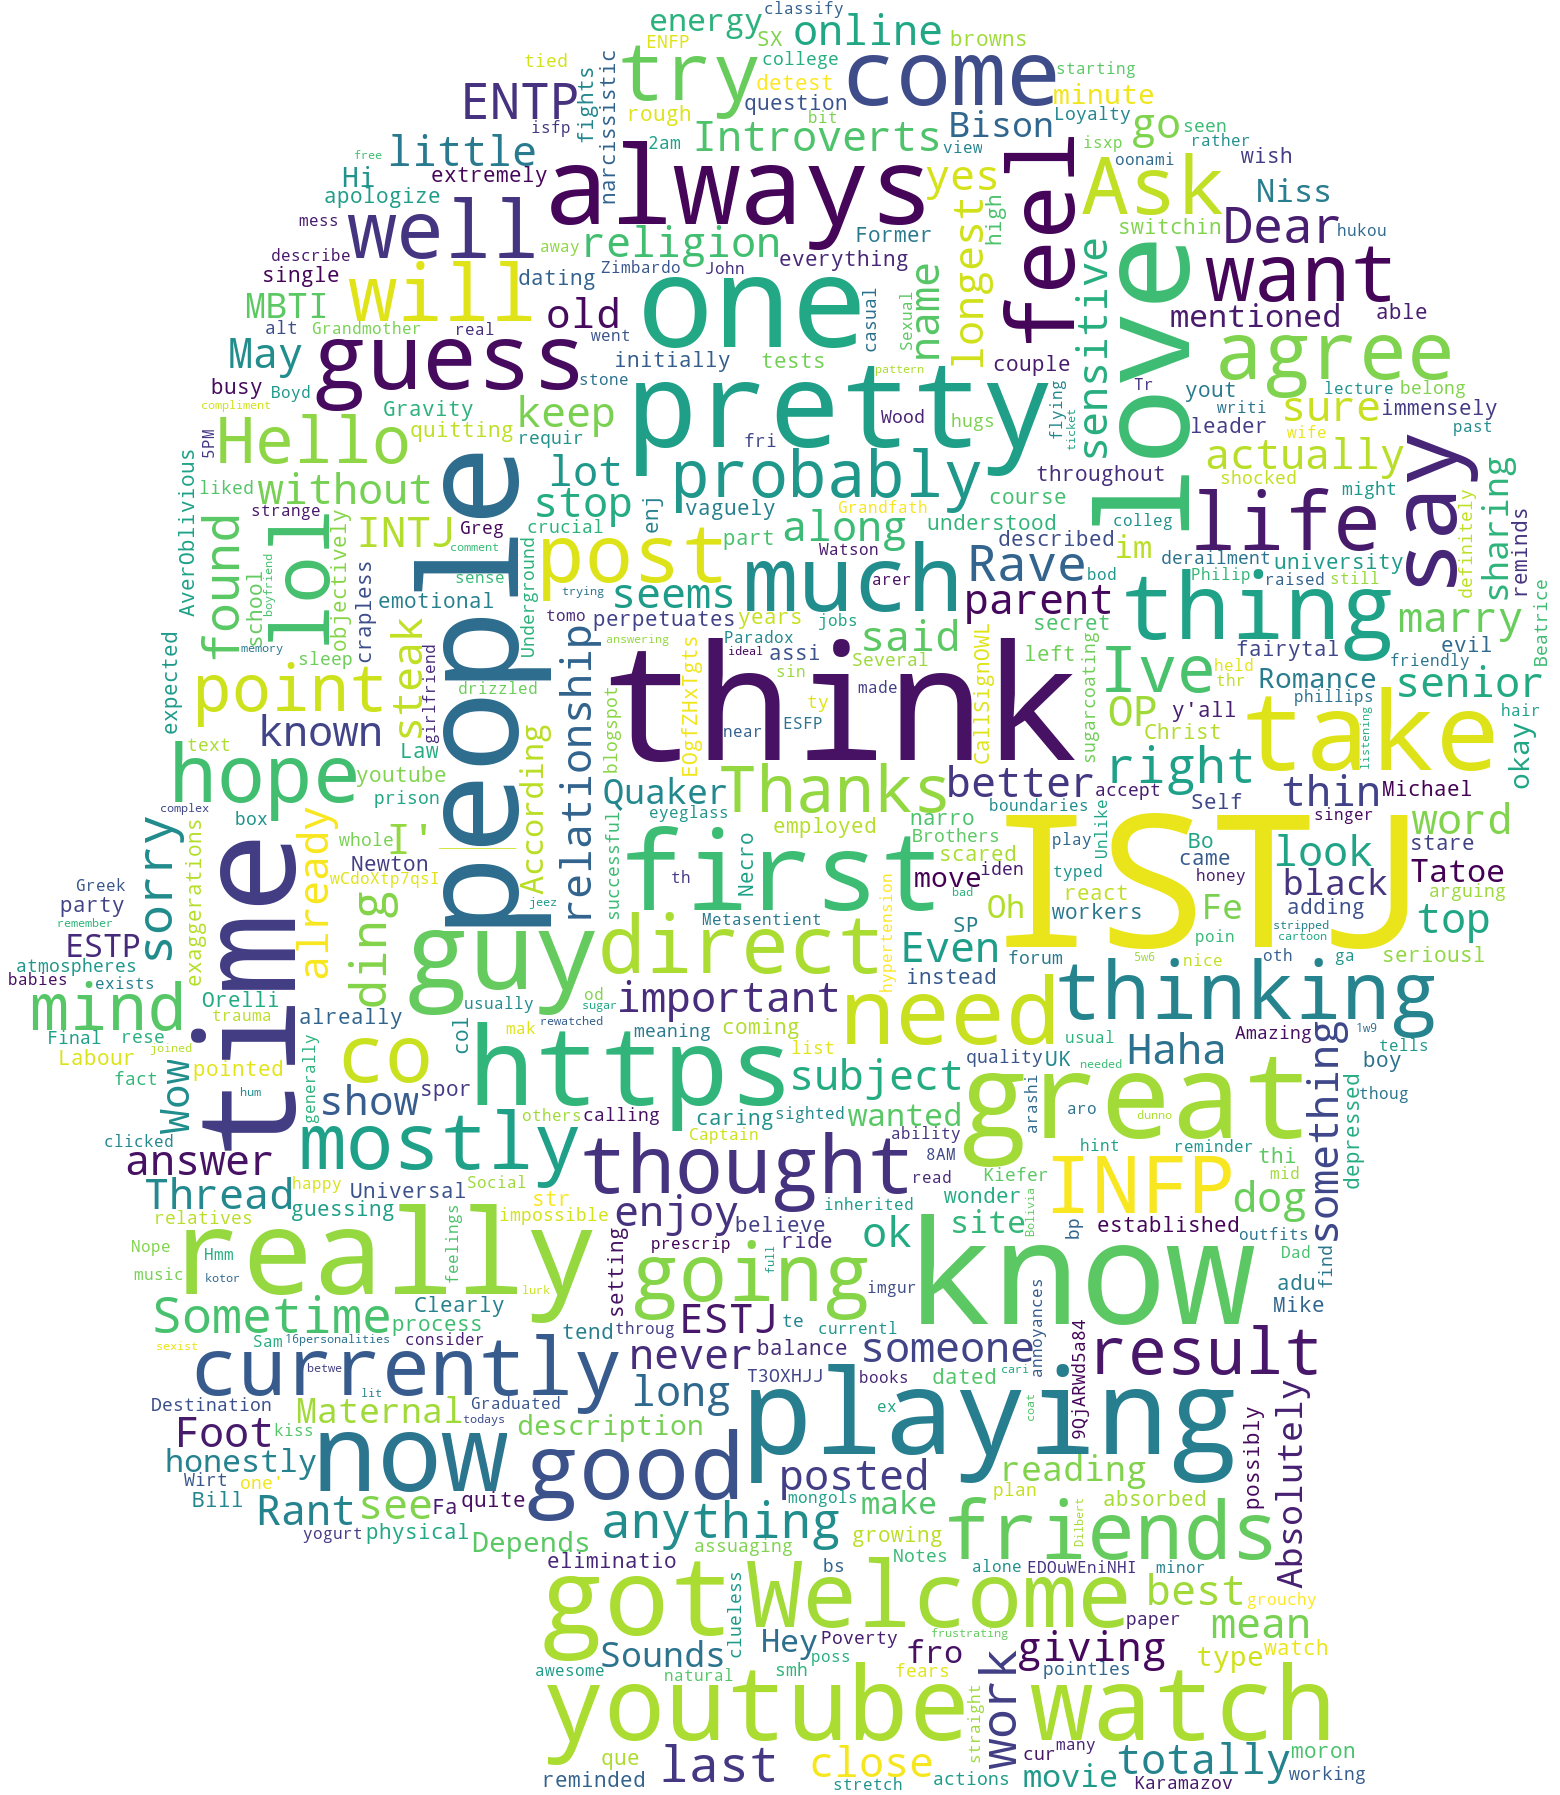 classify
energy SX online browns
ENFP try college come starting
tied detest minute
ENTP fights narcissistic rough question Bison Loyalty go seen
isfp bit Introverts view isxp rather
free little 2am feel Ask oonami wish
Hi extremely always yes Niss
apologize switchin
mess well longest high Dear hukou
describe away religion Former everything love sensitive want
single dating Zimbardo John
MBTI will old one name casual Sexual mentioned able
alt Grandmother real went
May guess initially tests couple agree
busy Boyd stone pattern Tr yout lecture belong
compliment Gravity keep pretty Wood hugs flying ticket writi sure immensely
Hello quitting requir fri leader wife past
5PM lot probably throughout actually say
AverOblivious liked without stop vaguely course shocked might
found strange lol objectively INTJ Greg people crucial enj Grandfath understood colleg life definitely sharing reminds
comment post part along described im derailment university
school boyfriend crapless sense Underground trying Watson Rave bod Philip raised still
memory emotional seems much arer parent thing marry Beatrice
sleep steak tomo perpetuates years jobs secret
expected answering Paradox said evil
point girlfriend drizzled relationship think ideal assi Several left Ive fairytal friendly
sin made sugarcoating held thr Romance senior
known According blogspot EOgfZHxTgts ty CallSignOWL OP y'all phillips hair
text Law near ESFP Christ take listening okay
hope youtube Quaker Thanks better right thin Michael
prison eyeglass boundaries accept Self
complex box successful employed narro ISTJ singer word
sorry exaggerations already whole I' Necro first Brothers play Unlike Bo look stare
Newton scared came
Greek time wCdoXtp7qsI th move iden typed honey black Tatoe
party jeez bad react arguing
remember ding Metasentient Oh workers Fe adding top
ESTP guy direct hypertension SP poin stripped cartoon
atmospheres Even forum 5w6 nice oth ga seriousl
babies exists usually od instead
mind Orelli important need thinking
trauma alreally col sugar mak rewatched meaning coming usual something Amazing 1w9
Final rese joined co list quality UK Haha tells
Labour pointed https subject needed boy
fact hum generally show spor great depressed thoug
Wow others calling caring sighted wanted arashi aro dunno
clicked mostly Captain ability hint reminder
answer thought 8AM INFP thi mid
happy Social read Kiefer dog
Thread Universal str inherited wonder
guessing impossible enjoy believe site Bolivia bp established
relatives feelings ok outfits
Nope Hmm really prescrip ride know Dad find
music kotor lurk setting full going imgur adu
Sometime Clearly ESTJ annoyances Mike
process te currentl 9QjARWd5a84
sexist Sam 16personalities consider tend throug balance someone result
betwe currently never
Destination lit Graduated long T3OXHJJ books dated cari
Maternal todays description ex playing coat Absolutely
Foot kiss now good possibly
honestly posted reading
Wirt one'
Bill Rant see Fa quite mongols make plan absorbed
yogurt physical Depends anything growing friends Dilbert
assuaging
eliminatio bs Notes alone EDOuWEniNHI minor
got clueless Welcome best grouchy
paper mean
Sounds Hey Poverty frustrating fro giving
awesome natural smh poss fears work pointles type watch
youtube straight watch
que last close cur many totally moron
reminded stretch actions movie Karamazov working